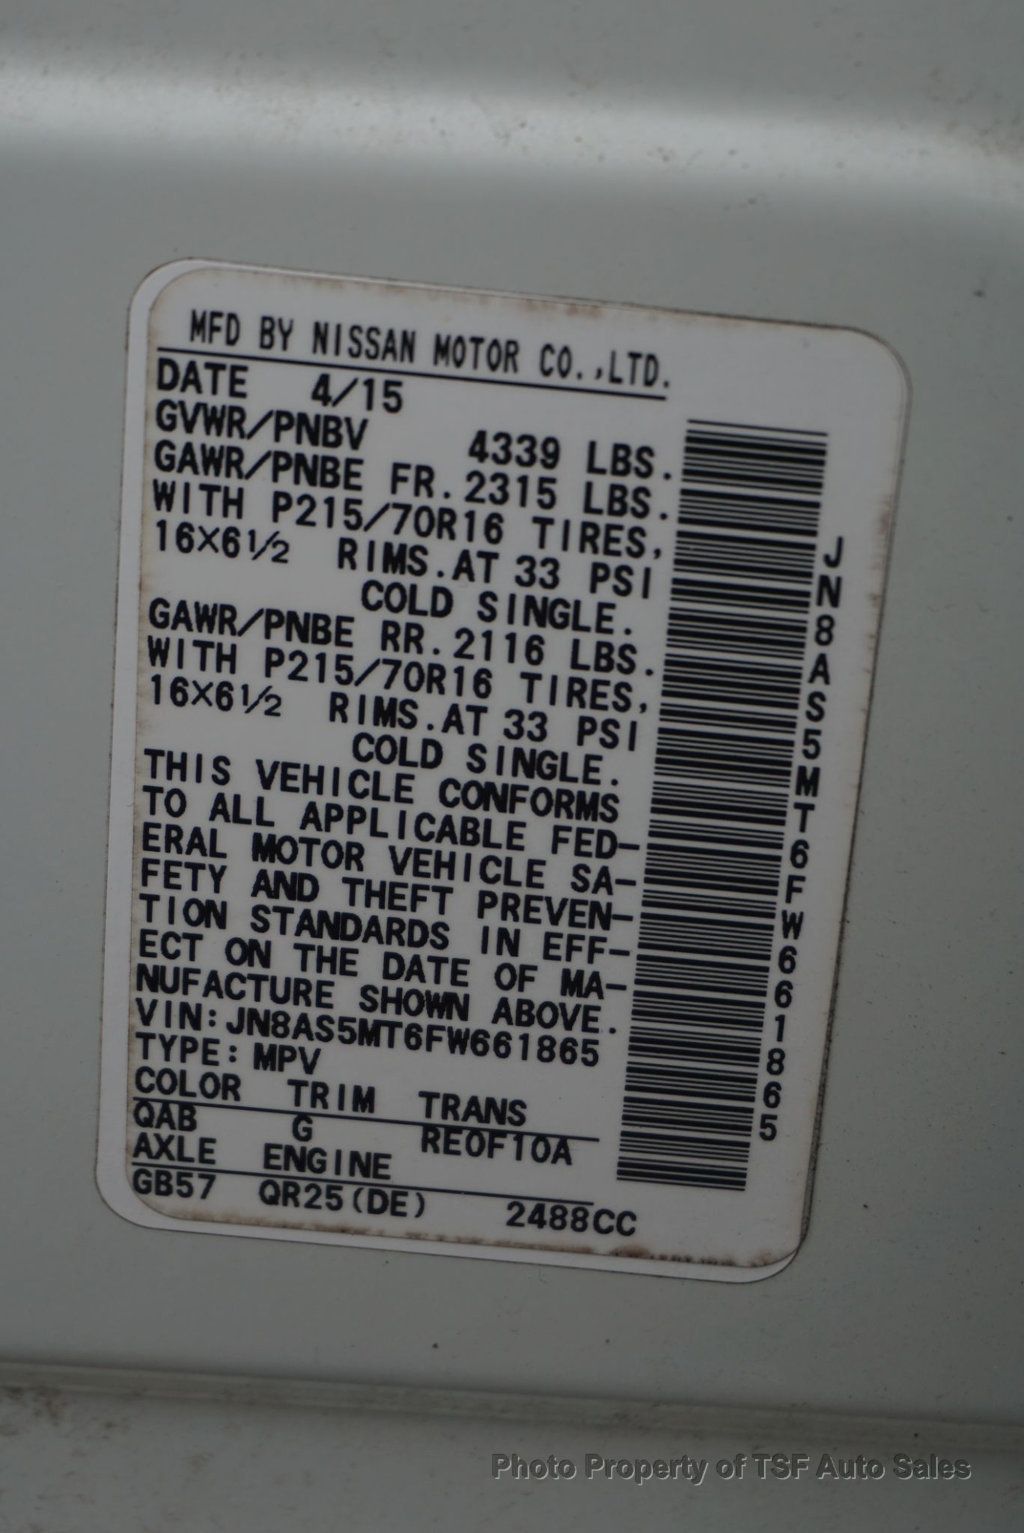 MFD BY NISSAN MOTOR CO.,LTD.
DATE 4/15
GVWR/PNBV 4339 LBS.
GAWR/PNBE FR. 2315 LBS.
WITH P215/70R16 TIRES,
16X6½ RIMS. AT 33 PSI
COLD SINGLE.
GAWR/PNBE RR. 2116 LBS.
WITH P215/70R16 TIRES,
16X6½ RIMS. AT 33 PSI
COLD SINGLE.
THIS VEHICLE CONFORMS
TO ALL APPLICABLE FED-
ERAL MOTOR VEHICLE SA-
FETY AND THEFT PREVEN-
TION STANDARDS IN EFF-
ECT ON THE DATE OF MA-
NUFACTURE SHOWN ABOVE.
VIN: JN8AS5MT6FW661865
TYPE: MPV
COLOR TRIM TRANS
QAB G RE0F10A
AXLE ENGINE
GB57 QR25(DE) 2488CC
JN8AS5MT6FW661865
Photo Property of TSF Auto Sales